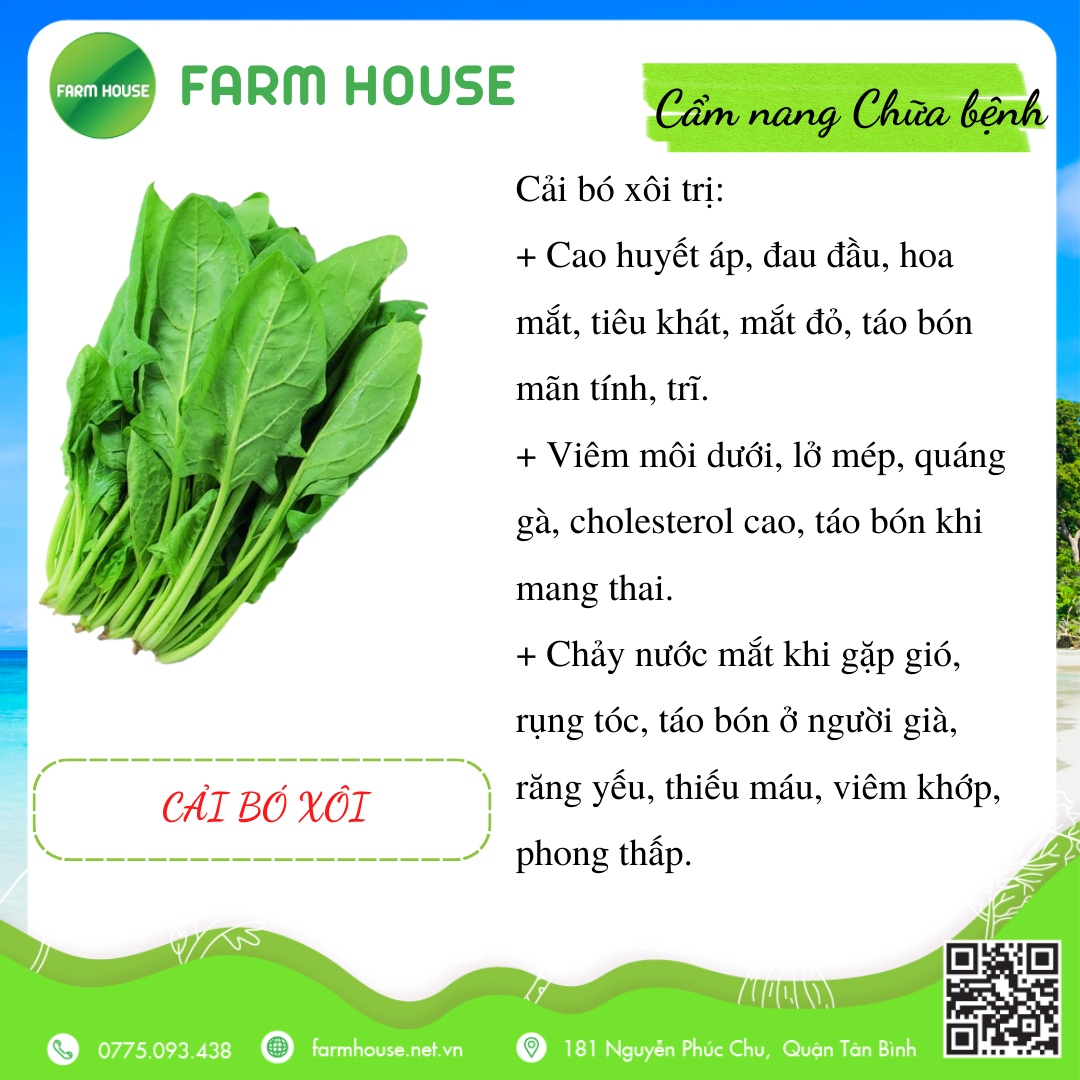 FARM HOUSE
FARM HOUSE
Cẩm nang Chữa bệnh
Cải bó xôi trị:
+ Cao huyết áp, đau đầu, hoa
mắt, tiêu khát, mắt đỏ, táo bón
mãn tính, trĩ.
+ Viêm môi dưới, lở mép, quáng
gà, cholesterol cao, táo bón khi
mang thai.
+ Chảy nước mắt khi gặp gió,
rụng tóc, táo bón ở người già,
răng yếu, thiếu máu, viêm khớp,
phong thấp.
CẢI BÓ XÔI
0775.093.438
farmhouse.net.vn
181 Nguyễn Phúc Chu, Quận Tân Bình